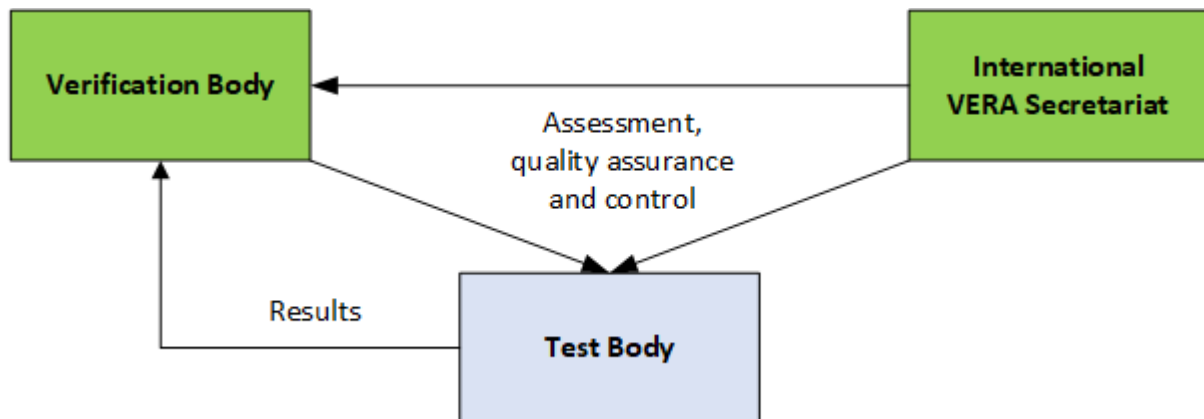 Verification Body
International
VERA Secretariat
Assessment,
quality assurance
and control
Results
Test Body